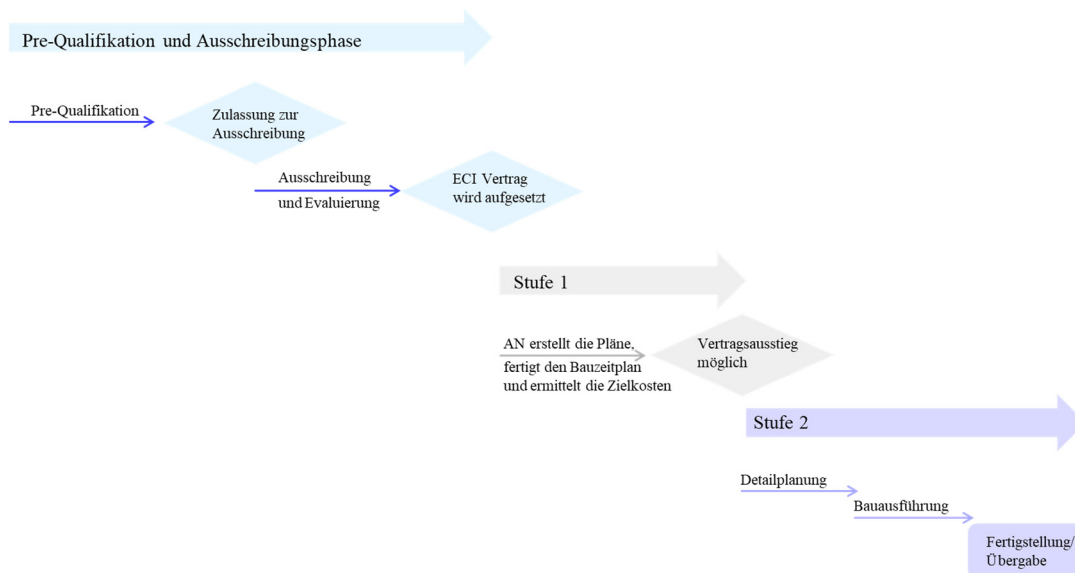 Pre-Qualifikation und Ausschreibungsphase
Pre-Qualifikation
Zulassung zur
Ausschreibung
Ausschreibung
und Evaluierung
ECI Vertrag
wird aufgesetzt
Stufe 1
AN erstellt die Pläne,
fertigt den Bauzeitplan
und ermittelt die Zielkosten
Vertragsausstieg
möglich
Stufe 2
Detailplanung
Bauausführung
Fertigstellung/
Übergabe